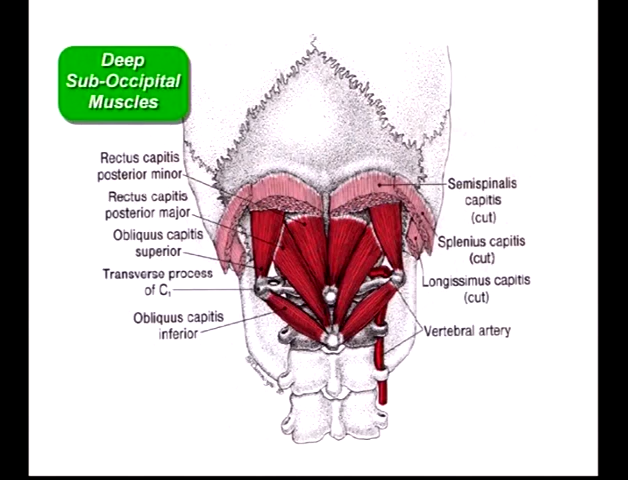 Deep
Sub-Occipital
Muscles
Rectus capitis
posterior minor
Rectus capitis
posterior major
Obliquus capitis
superior
Transverse process
of C₁
Obliquus capitis
inferior
Semispinalis
capitis
(cut)
Splenius capitis
(cut)
Longissimus capitis
(cut)
Vertebral artery